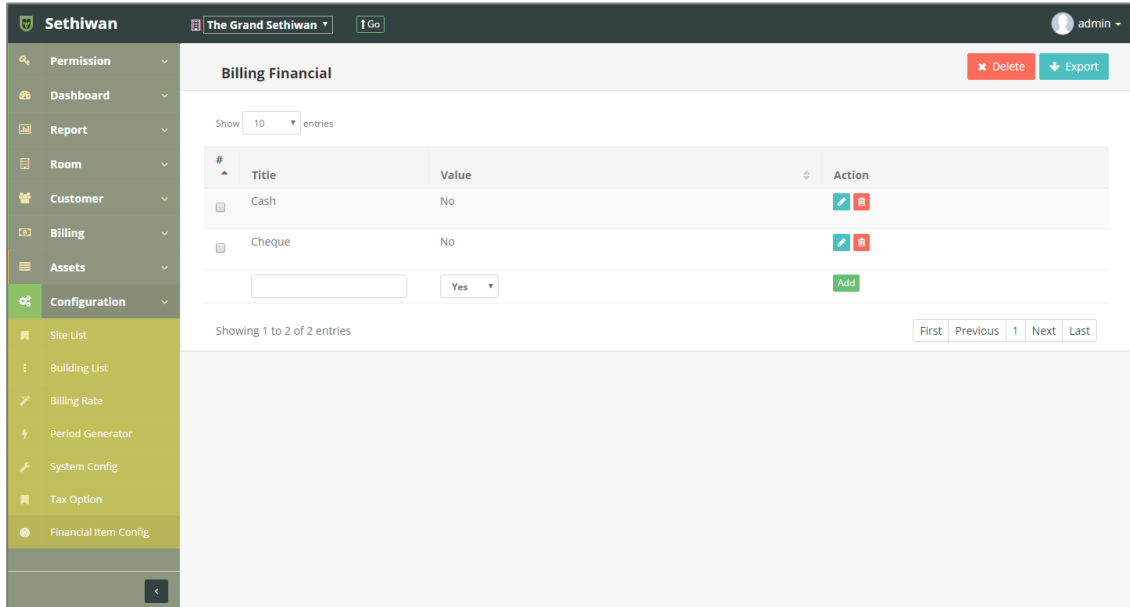 Sethiwan
The Grand Sethiwan
Go
admin
Permission
Dashboard
Report
Room
Customer
Billing
Assets
Configuration
Site List
Building List
Billing Rate
Period Generator
System Config
Tax Option
Financial Item Config
Billing Financial
Delete
Export
Show 10 entries
#
Title Value Action
Cash No
Cheque No
Yes Add
Showing 1 to 2 of 2 entries
First Previous 1 Next Last